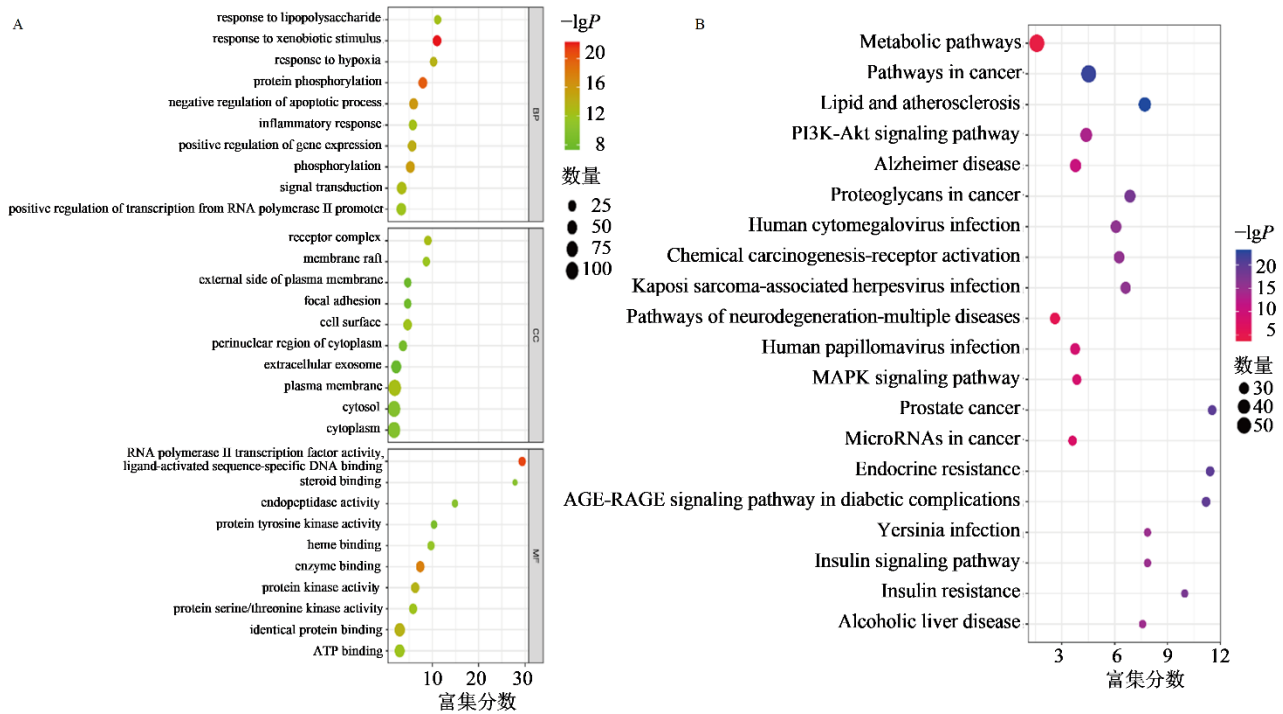 A
response to lipopolysaccharide
response to xenobiotic stimulus
response to hypoxia
protein phosphorylation
negative regulation of apoptotic process
inflammatory response
positive regulation of gene expression
phosphorylation
signal transduction
positive regulation of transcription from RNA polymerase II promoter
BP
receptor complex
membrane raft
external side of plasma membrane
focal adhesion
cell surface
perinuclear region of cytoplasm
extracellular exosome
plasma membrane
cytosol
cytoplasm
CC
RNA polymerase II transcription factor activity,
ligand-activated sequence-specific DNA binding
steroid binding
endopeptidase activity
protein tyrosine kinase activity
heme binding
enzyme binding
protein kinase activity
protein serine/threonine kinase activity
identical protein binding
ATP binding
MF
10 20 30
富集分数
−lgP
20
16
12
8
数量
25
50
75
100
B
Metabolic pathways
Pathways in cancer
Lipid and atherosclerosis
PI3K-Akt signaling pathway
Alzheimer disease
Proteoglycans in cancer
Human cytomegalovirus infection
Chemical carcinogenesis-receptor activation
Kaposi sarcoma-associated herpesvirus infection
Pathways of neurodegeneration-multiple diseases
Human papillomavirus infection
MAPK signaling pathway
Prostate cancer
MicroRNAs in cancer
Endocrine resistance
AGE-RAGE signaling pathway in diabetic complications
Yersinia infection
Insulin signaling pathway
Insulin resistance
Alcoholic liver disease
3 6 9 12
富集分数
−lgP
20
15
10
5
数量
30
40
50